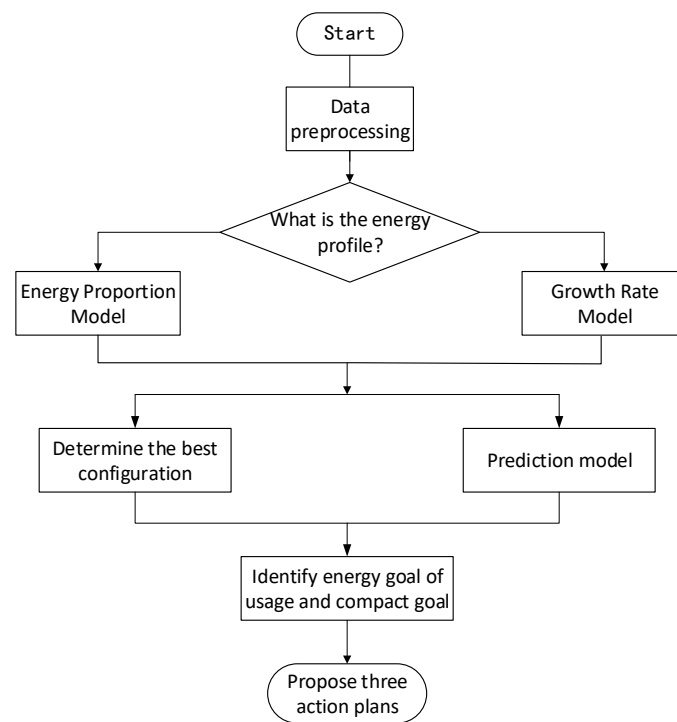 Start
Data
preprocessing
What is the energy
profile?
Energy Proportion
Model
Growth Rate
Model
Determine the best
configuration
Prediction model
Identify energy goal of
usage and compact goal
Propose three
action plans